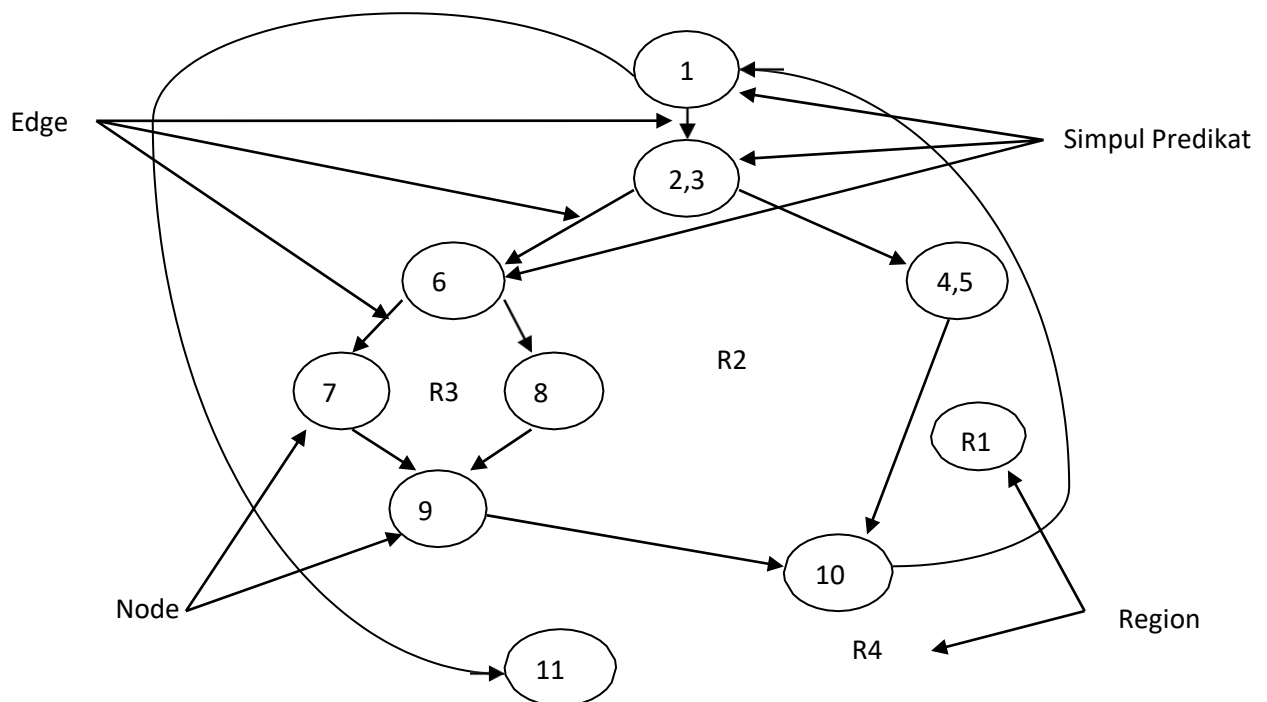 1
Edge
Simpul Predikat
2,3
6
4,5
R2
7
R3
8
R1
9
10
Node
Region
R4
11